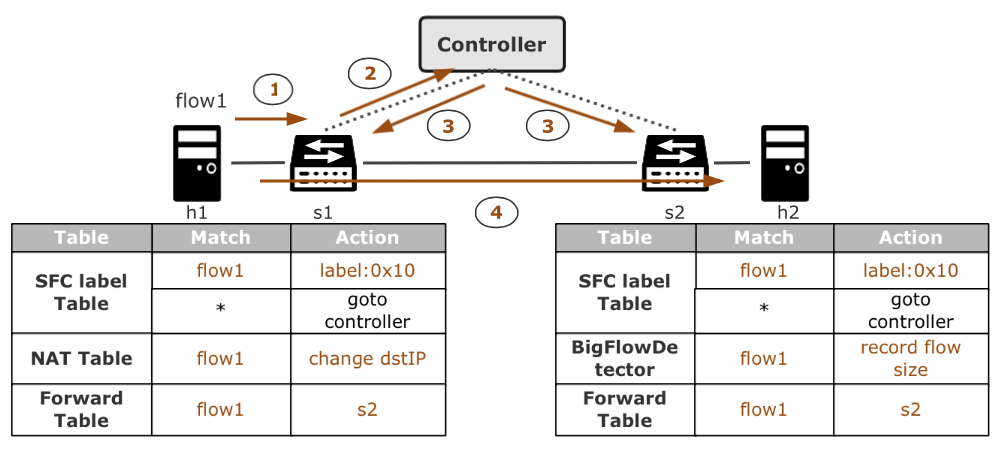 Controller
flow1
1
2
3
3
4
h1
s1
s2
h2
Table Match Action
SFC label
Table
flow1 label:0x10
* goto
controller
NAT Table flow1 change dstIP
Forward
Table
flow1 s2
Table Match Action
SFC label
Table
flow1 label:0x10
* goto
controller
BigFlowDe
tector
flow1 record flow
size
Forward
Table
flow1 s2